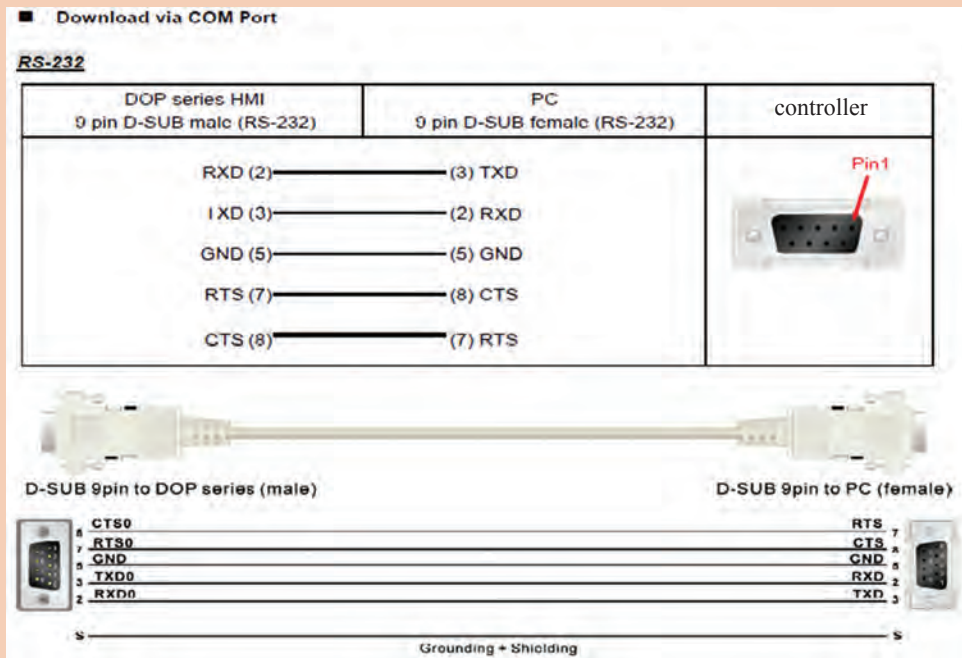 ■ Download via COM Port
RS-232
DOP series HMI
9 pin D-SUB male (RS-232)
PC
9 pin D-SUB female (RS-232)
controller
RXD (2) (3) TXD
TXD (3) (2) RXD
GND (5) (5) GND
RTS (7) (8) CTS
CTS (8) (7) RTS
Pin1
D-SUB 9pin to DOP series (male)
D-SUB 9pin to PC (female)
8 CTS0 RTS 7
7 RTS0 CTS 8
5 GND GND 5
3 TXD0 RXD 2
2 RXD0 TXD 3
S S
Grounding + Shielding